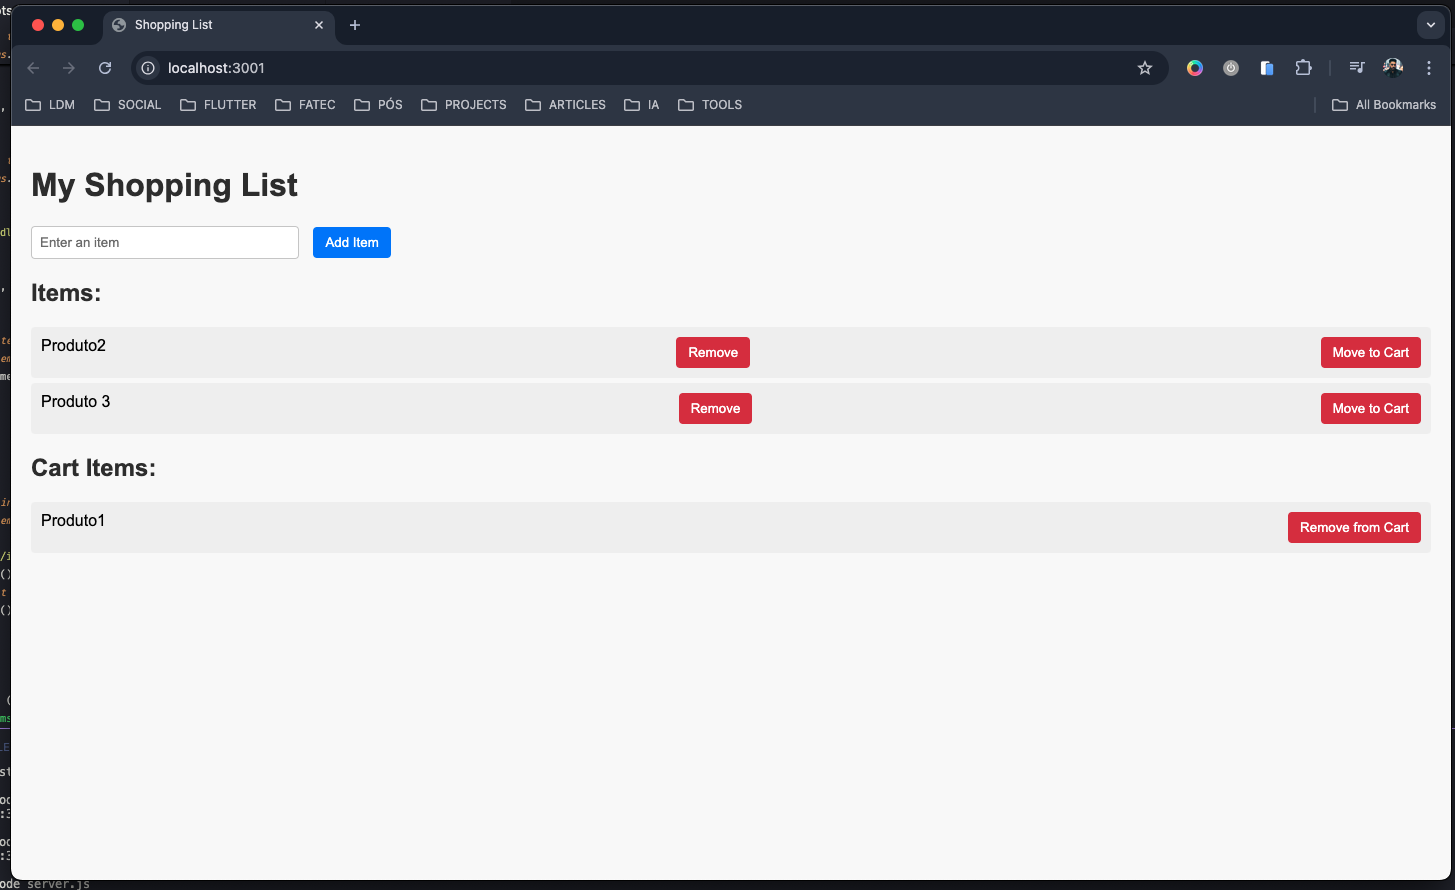 Shopping List
localhost:3001
LDM SOCIAL FLUTTER FATEC PÓS PROJECTS ARTICLES IA TOOLS All Bookmarks
My Shopping List
Enter an item Add Item
Items:
Produto2 Remove Move to Cart
Produto 3 Remove Move to Cart
Cart Items:
Produto1 Remove from Cart
server.js